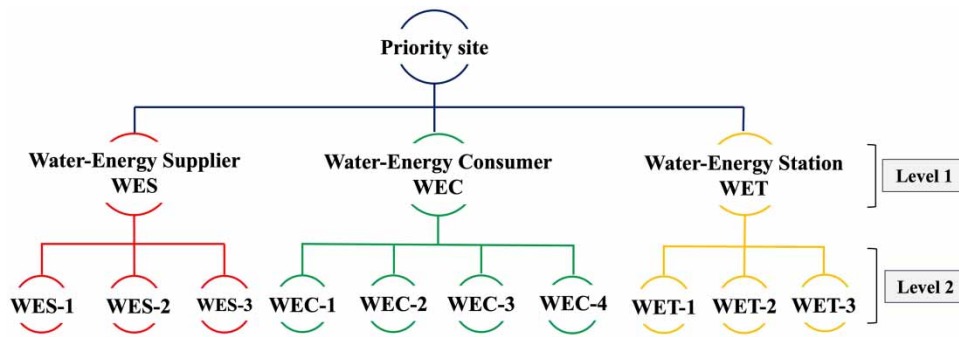 Priority site
Water-Energy Supplier
WES
Water-Energy Consumer
WEC
Water-Energy Station
WET
Level 1
WES-1
WES-2
WES-3
WEC-1
WEC-2
WEC-3
WEC-4
WET-1
WET-2
WET-3
Level 2